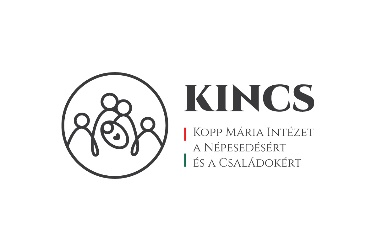 KINCS
Kopp Mária Intézet
a Népesedésért
és a Családokért